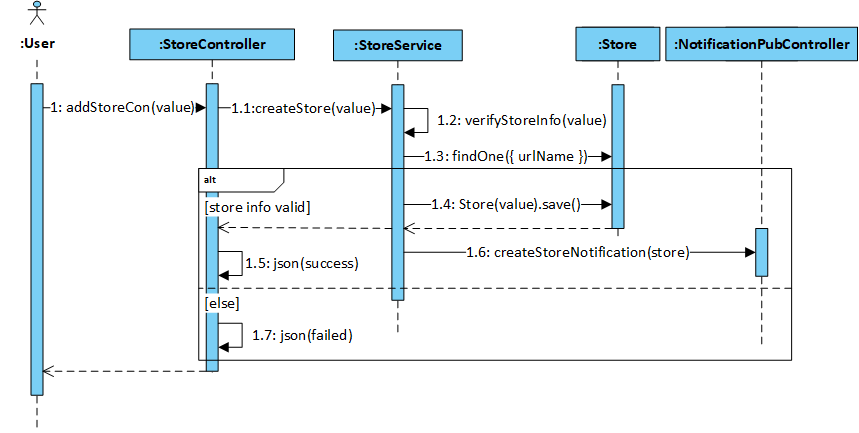 :User
:StoreController
:StoreService
:Store
:NotificationPubController
1: addStoreCon(value)
1.1:createStore(value)
1.2: verifyStoreInfo(value)
1.3: findOne({ urlName })
alt
[store info valid]
1.4: Store(value).save()
1.6: createStoreNotification(store)
1.5: json(success)
[else]
1.7: json(failed)